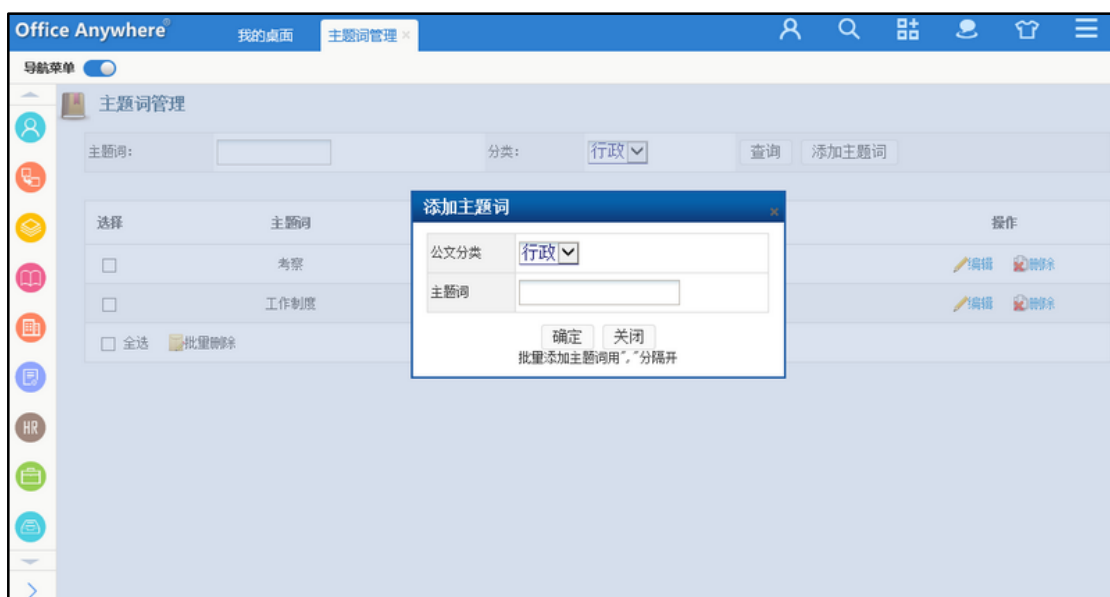 Office Anywhere® 我的桌面 主题词管理 ×
导航菜单
主题词管理
主题词: 分类: 行政 查询 添加主题词
添加主题词 ×
选择 主题词 操作
公文分类 行政
考察 编辑 删除
主题词
工作制度 编辑 删除
确定 关闭
全选 批量删除
批量添加主题词用","分隔开
HR